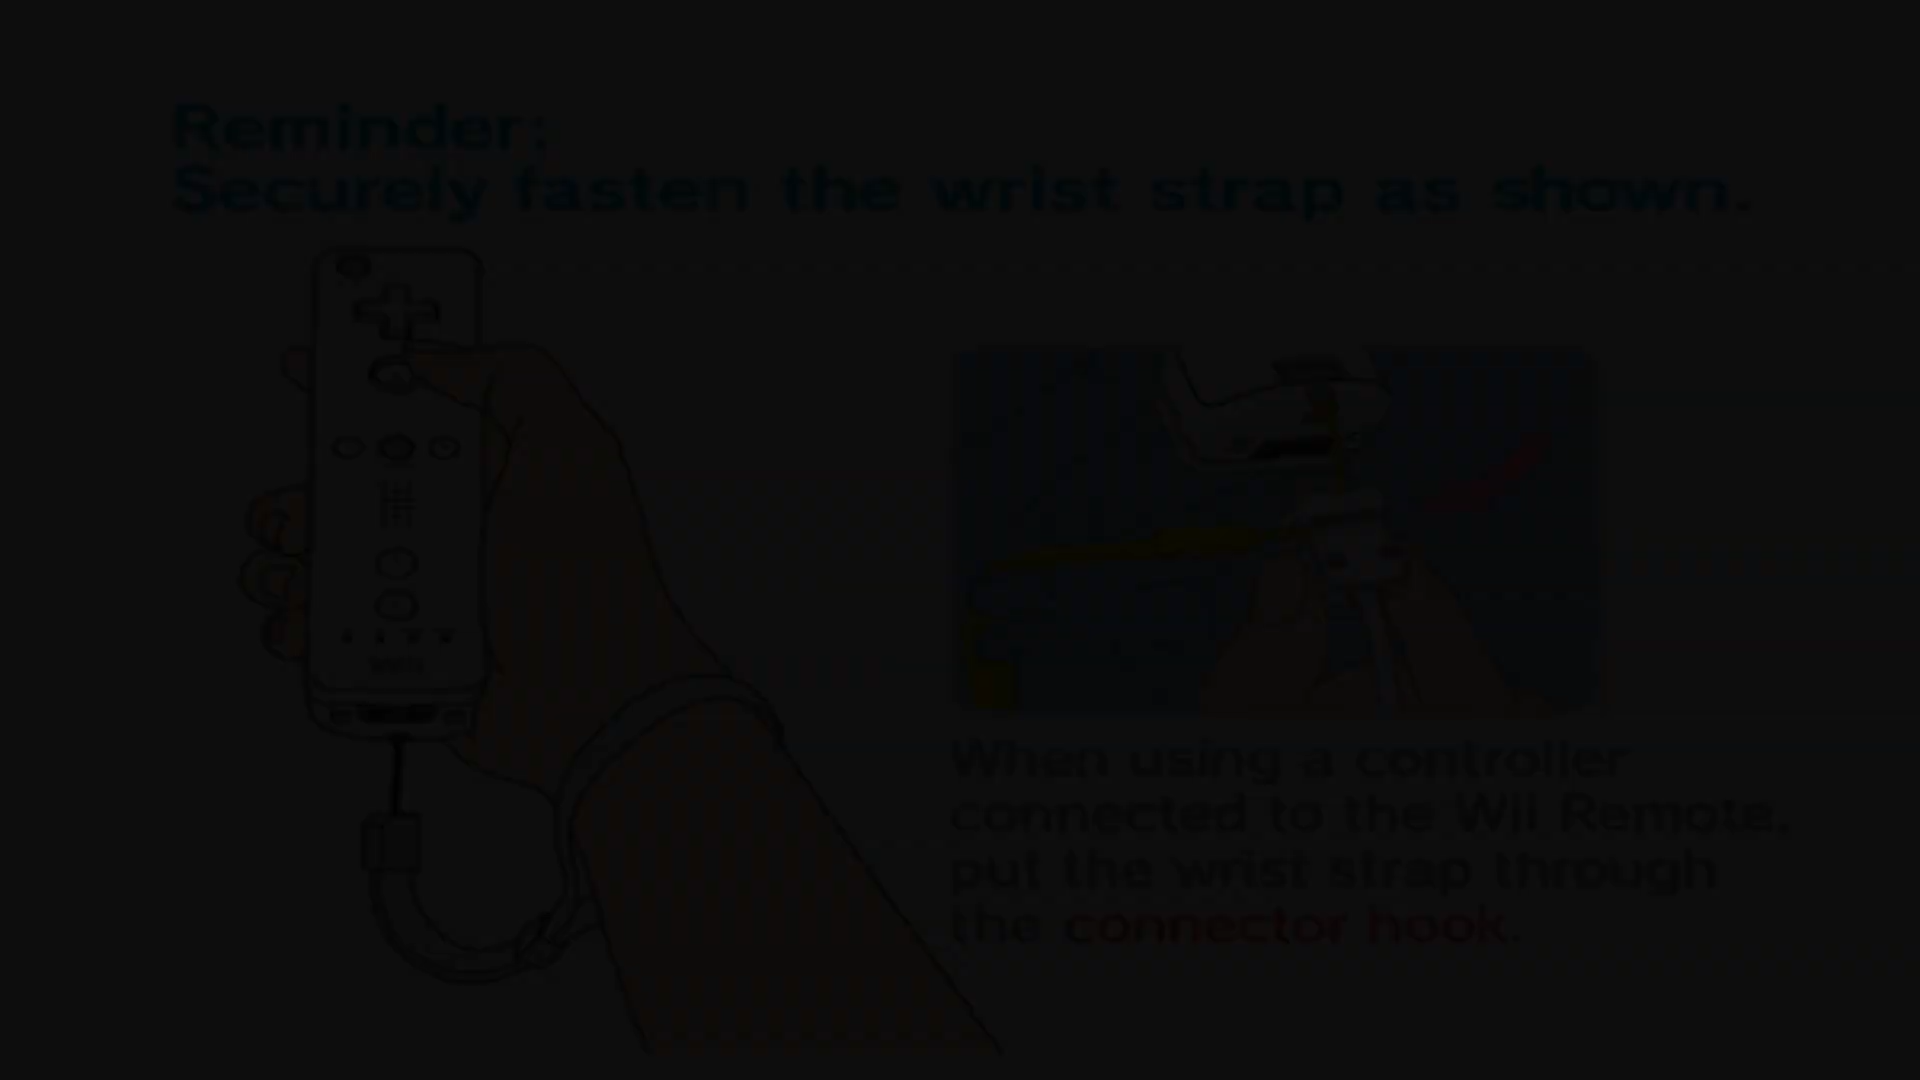 Reminder:
Securely fasten the wrist strap as shown.
When using a controller
connected to the Wii Remote,
put the wrist strap through
the connector hook.